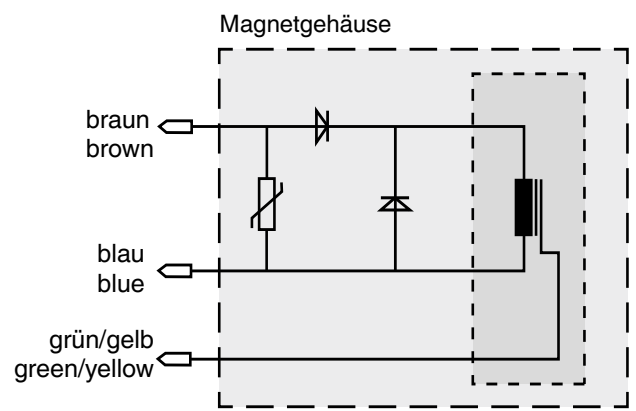 Magnetgehäuse
braun
brown
blau
blue
grün/gelb
green/yellow